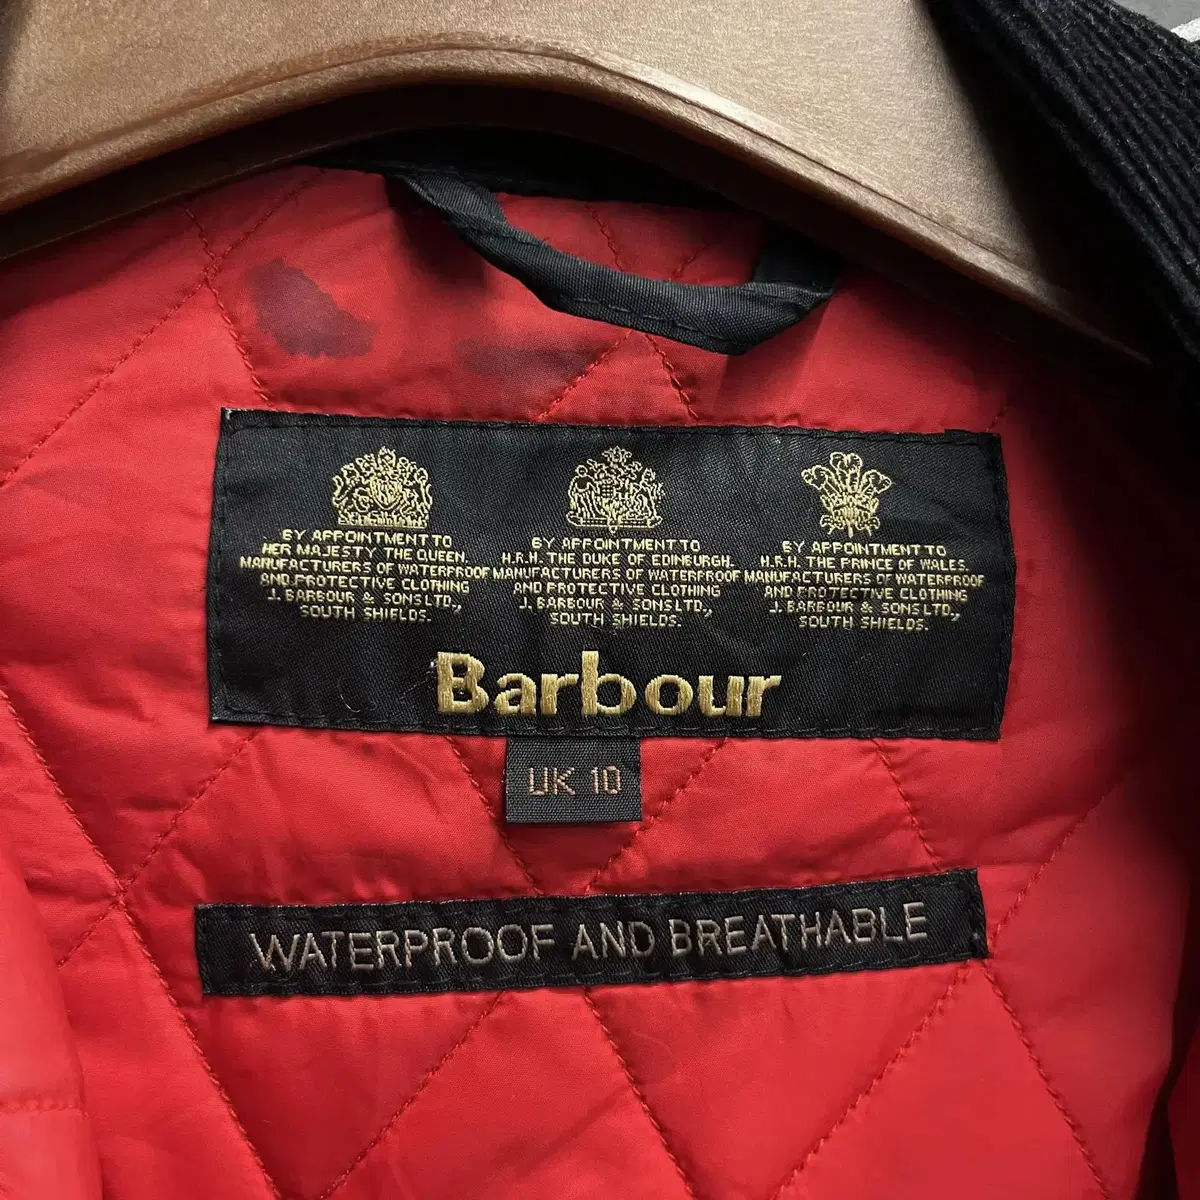 BY APPOINTMENT TO
HER MAJESTY THE QUEEN.
MANUFACTURERS OF WATERPROOF
AND PROTECTIVE CLOTHING
J. BARBOUR & SONS LTD.,
SOUTH SHIELDS.
BY APPOINTMENT TO
H.R.H. THE DUKE OF EDINBURGH.
MANUFACTURERS OF WATERPROOF
AND PROTECTIVE CLOTHING
J. BARBOUR & SONS LTD.,
SOUTH SHIELDS.
BY APPOINTMENT TO
H.R.H. THE PRINCE OF WALES.
MANUFACTURERS OF WATERPROOF
AND PROTECTIVE CLOTHING
J. BARBOUR & SONS LTD.,
SOUTH SHIELDS.
Barbour
UK 10
WATERPROOF AND BREATHABLE